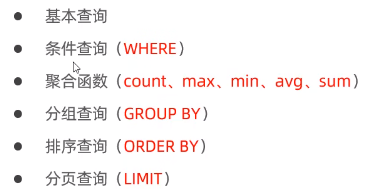 ● 基本查询
● 条件查询（WHERE）
● 聚合函数（count、max、min、avg、sum）
● 分组查询（GROUP BY）
● 排序查询（ORDER BY）
● 分页查询（LIMIT）